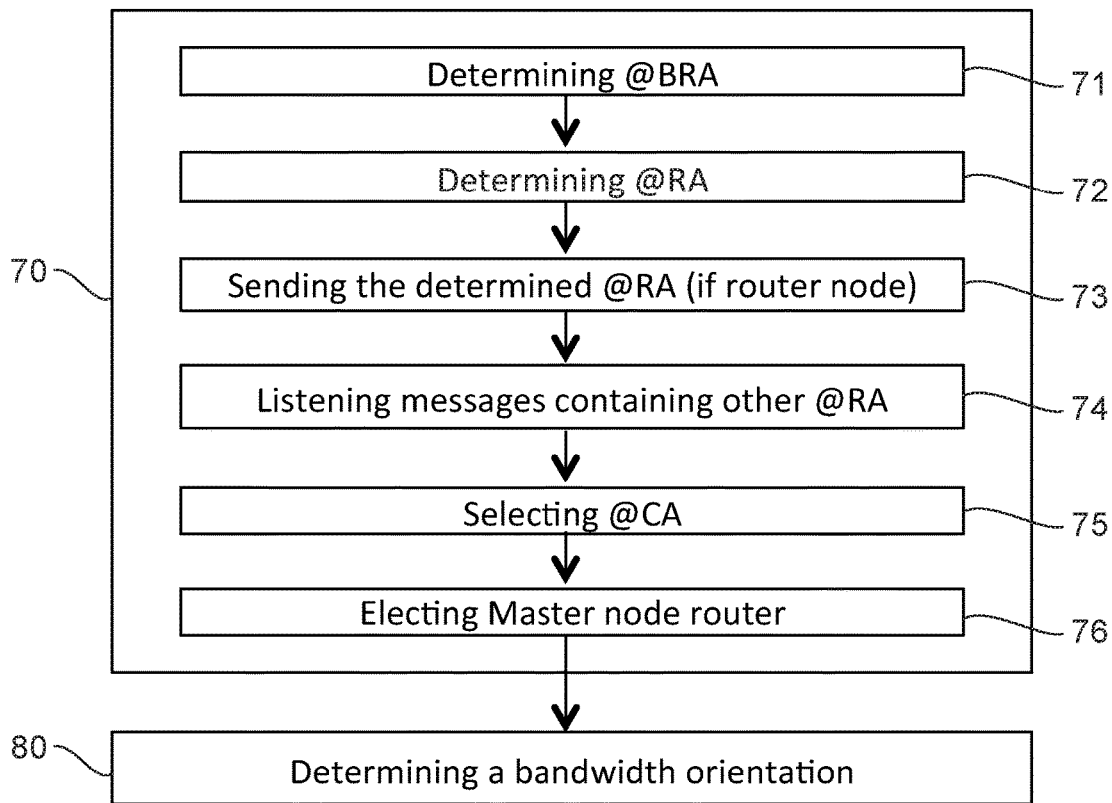 Determining @BRA
71
Determining @RA
72
70
Sending the determined @RA (if router node)
73
Listening messages containing other @RA
74
Selecting @CA
75
Electing Master node router
76
80
Determining a bandwidth orientation